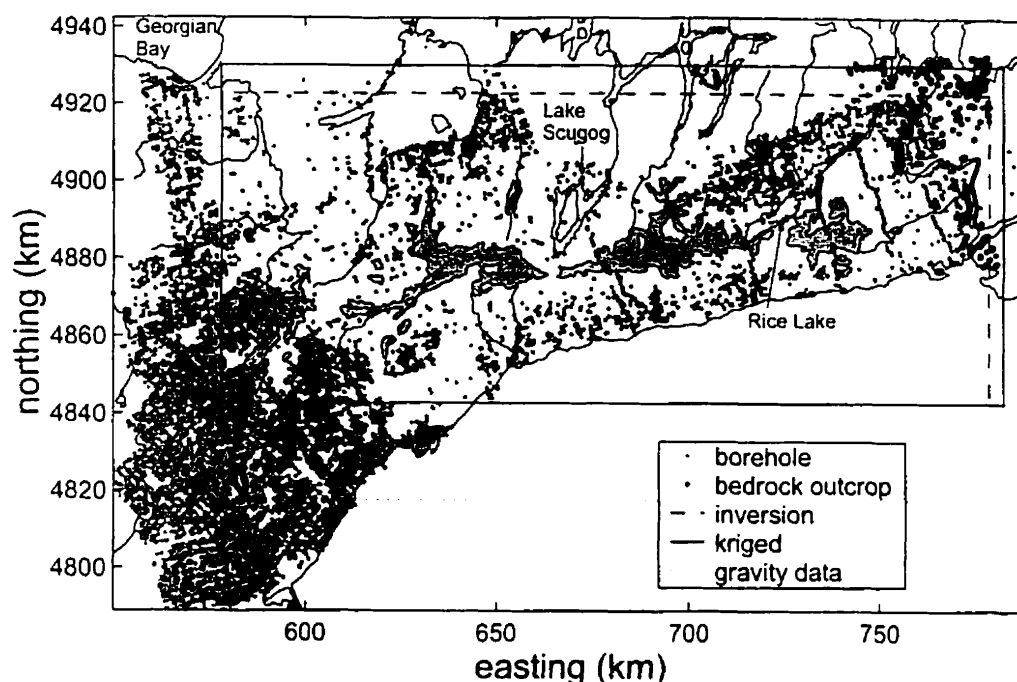 4940
4920
4900
4880
4860
4840
4820
4800
northing (km)
Georgian
Bay
Lake
Scugog
Rice Lake
borehole
bedrock outcrop
inversion
kriged
gravity data
600
650
700
750
easting (km)